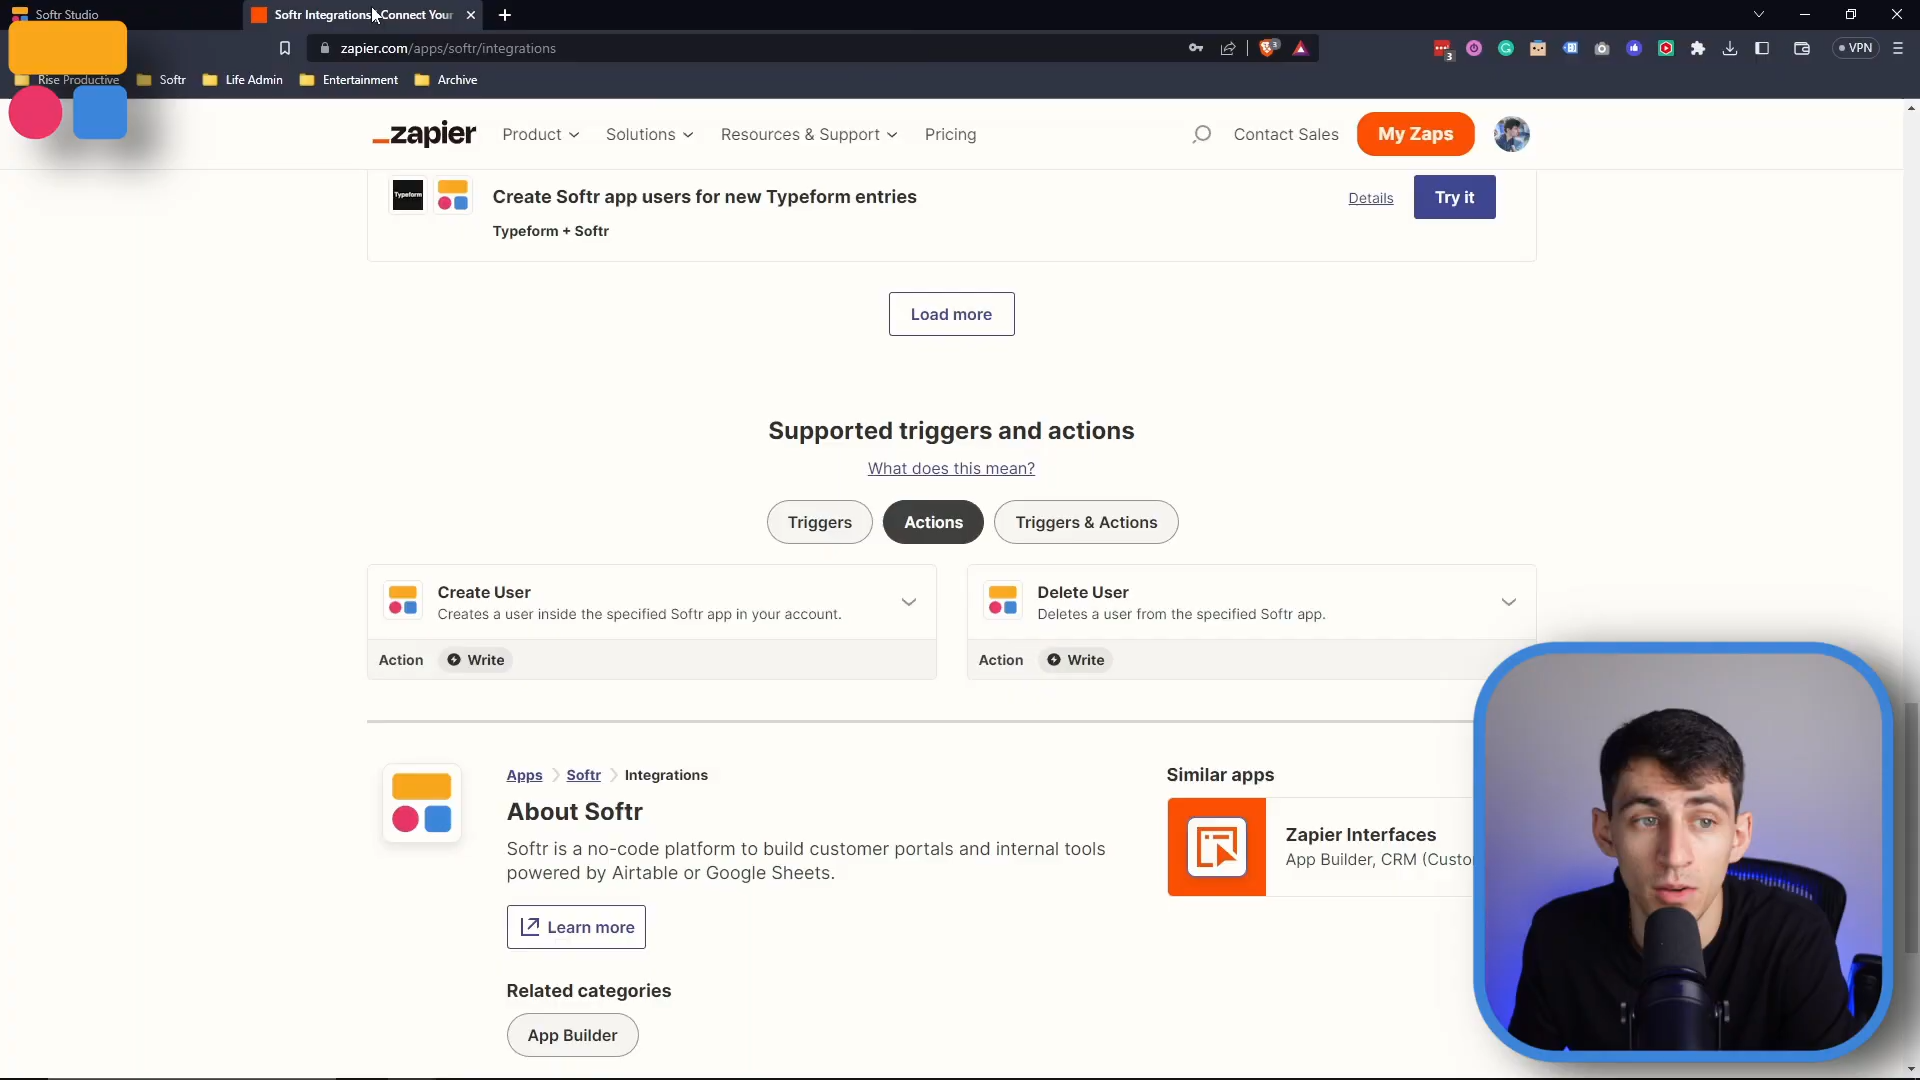 Softr Studio
Softr Integrations | Connect Your
zapier.com/apps/softr/integrations
3
3
VPN
Rise Productive
Softr
Life Admin
Entertainment
Archive
zapier
Product
Solutions
Resources & Support
Pricing
Contact Sales
My Zaps
Typeform
Create Softr app users for new Typeform entries
Details
Try it
Typeform + Softr
Load more
Supported triggers and actions
What does this mean?
Triggers
Actions
Triggers & Actions
Create User
Creates a user inside the specified Softr app in your account.
Action
Write
Delete User
Deletes a user from the specified Softr app.
Action
Write
Apps
Softr
Integrations
About Softr
Softr is a no-code platform to build customer portals and internal tools
powered by Airtable or Google Sheets.
Learn more
Related categories
App Builder
Similar apps
Zapier Interfaces
App Builder, CRM (Custo